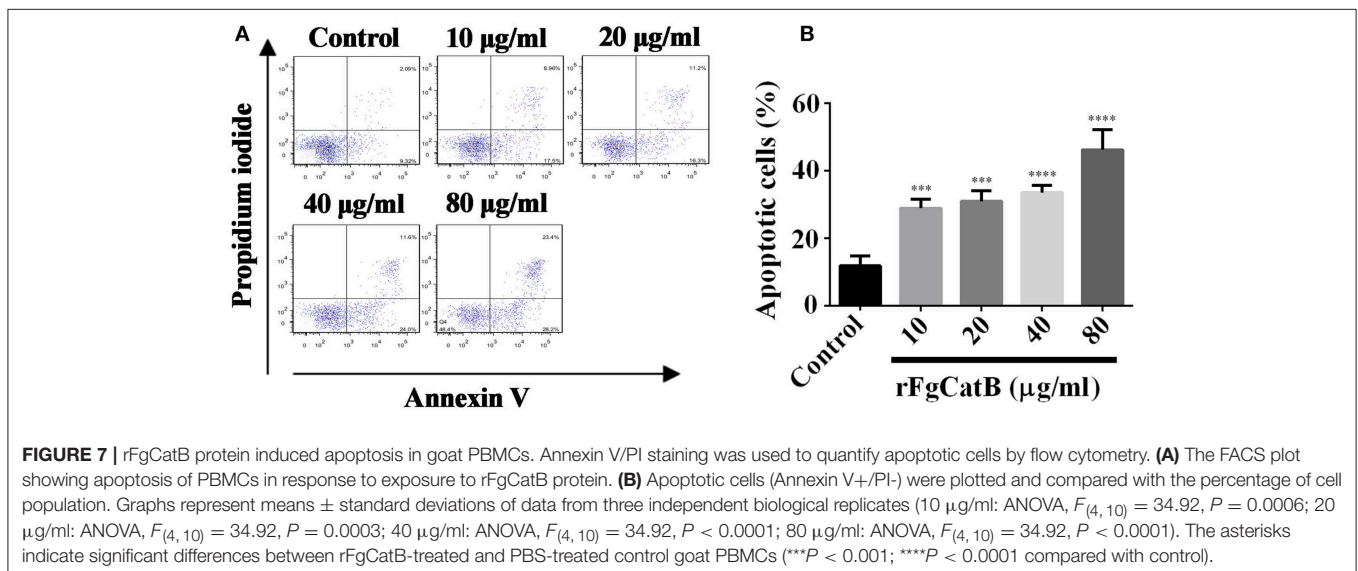 A
Control
10 μg/ml
20 μg/ml
2.09%
9.32%
8.96%
17.5%
11.2%
16.3%
40 μg/ml
80 μg/ml
11.6%
24.0%
23.4%
Q4
48.4%
28.2%
Propidium iodide
Annexin V
B
Apoptotic cells (%)
60
40
20
0
***
***
****
****
Control
10
20
40
80
rFgCatB (μg/ml)
FIGURE 7 | rFgCatB protein induced apoptosis in goat PBMCs. Annexin V/PI staining was used to quantify apoptotic cells by flow cytometry. (A) The FACS plot
showing apoptosis of PBMCs in response to exposure to rFgCatB protein. (B) Apoptotic cells (Annexin V+/PI-) were plotted and compared with the percentage of cell
population. Graphs represent means ± standard deviations of data from three independent biological replicates (10 μg/ml: ANOVA, F(4, 10) = 34.92, P = 0.0006; 20
μg/ml: ANOVA, F(4, 10) = 34.92, P = 0.0003; 40 μg/ml: ANOVA, F(4, 10) = 34.92, P < 0.0001; 80 μg/ml: ANOVA, F(4, 10) = 34.92, P < 0.0001). The asterisks
indicate significant differences between rFgCatB-treated and PBS-treated control goat PBMCs (***P < 0.001; ****P < 0.0001 compared with control).